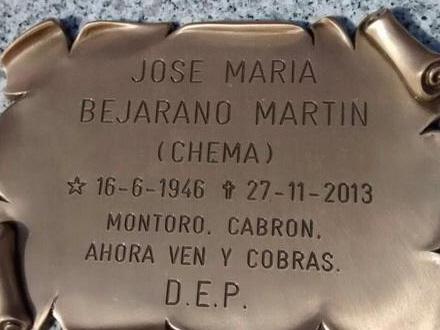 JOSE MARIA
BEJARANO MARTIN
(CHEMA)
☆ 16-6-1946 ✝ 27-11-2013
MONTORO. CABRON.
AHORA VEN Y COBRAS.
D.E.P.